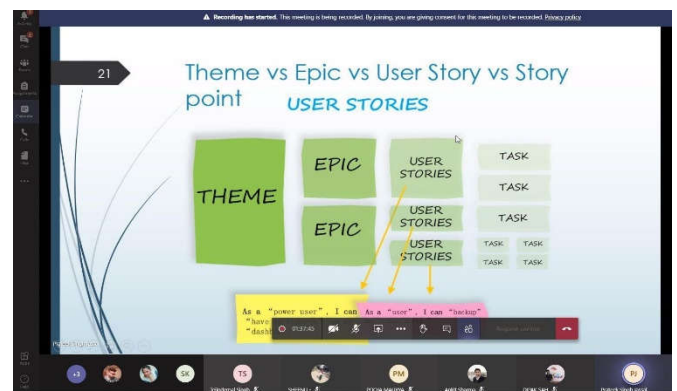 Recording has started. This meeting is being recorded. By joining, you are giving consent for this meeting to be recorded. Privacy policy
21
Theme vs Epic vs User Story vs Story
point
USER STORIES
THEME
EPIC
EPIC
USER
STORIES
USER
STORIES
USER
STORIES
TASK
TASK
TASK
TASK TASK
TASK TASK
As a "power user", I can
As a "user", I can "backup"
01:37:43
+3
SK
TS
PM
PJ